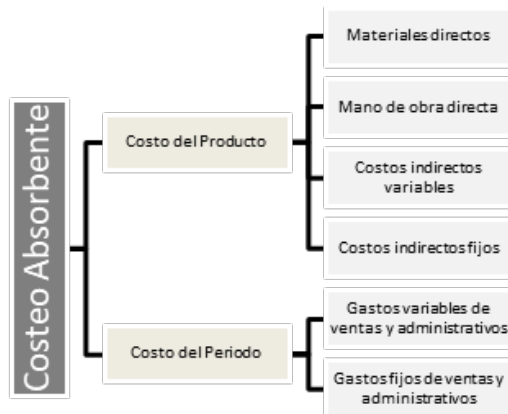 Costeo Absorbente
Costo del Producto
Materiales directos
Mano de obra directa
Costos indirectos
variables
Costos indirectos fijos
Costo del Periodo
Gastos variables de
ventas y administrativos
Gastos fijos de ventas y
administrativos